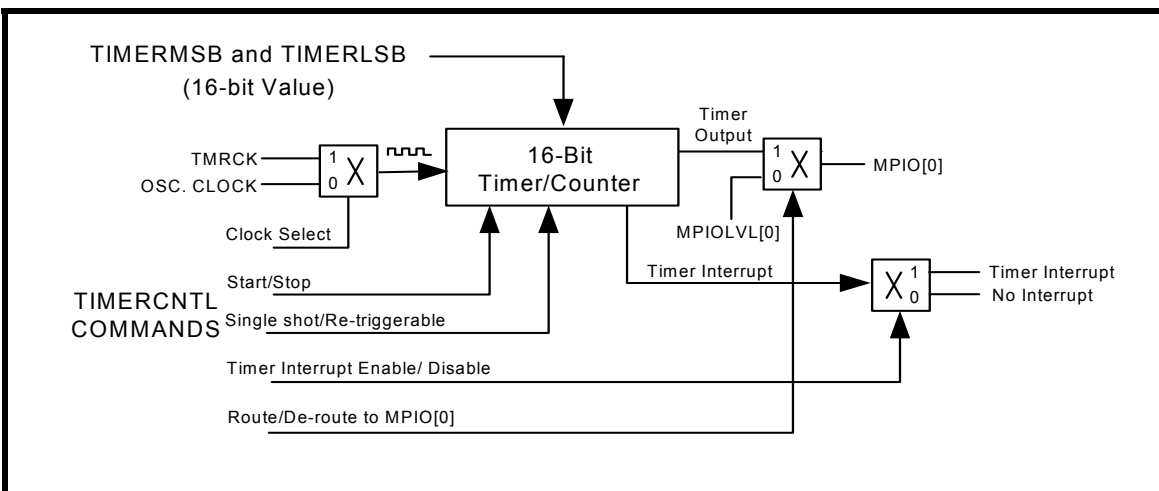 TIMERMSB and TIMERLSB
(16-bit Value)
Timer
Output
TMRCK
OSC. CLOCK
1
0
X
16-Bit
Timer/Counter
1
0
X
MPIO[0]
MPIOLVL[0]
Clock Select
Timer Interrupt
X
1
0
Timer Interrupt
No Interrupt
Start/Stop
TIMERCNTL
COMMANDS
Single shot/Re-triggerable
Timer Interrupt Enable/ Disable
Route/De-route to MPIO[0]